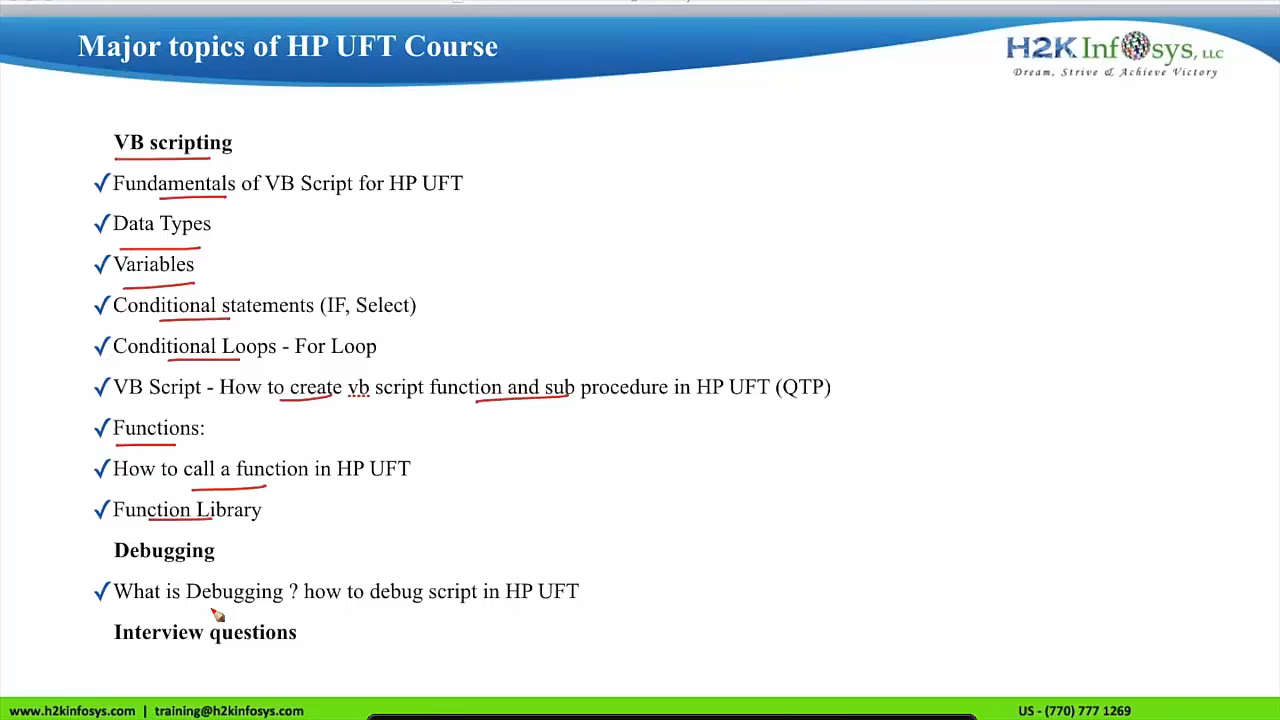 Major topics of HP UFT Course
H2K Infosys, LLC
Dream, Strive & Achieve Victory
VB scripting
✓Fundamentals of VB Script for HP UFT
✓Data Types
✓Variables
✓Conditional statements (IF, Select)
✓Conditional Loops - For Loop
✓VB Script - How to create vb script function and sub procedure in HP UFT (QTP)
✓Functions:
✓How to call a function in HP UFT
✓Function Library
Debugging
✓What is Debugging ? how to debug script in HP UFT
Interview questions
www.h2kinfosys.com | training@h2kinfosys.com
US - (770) 777 1269